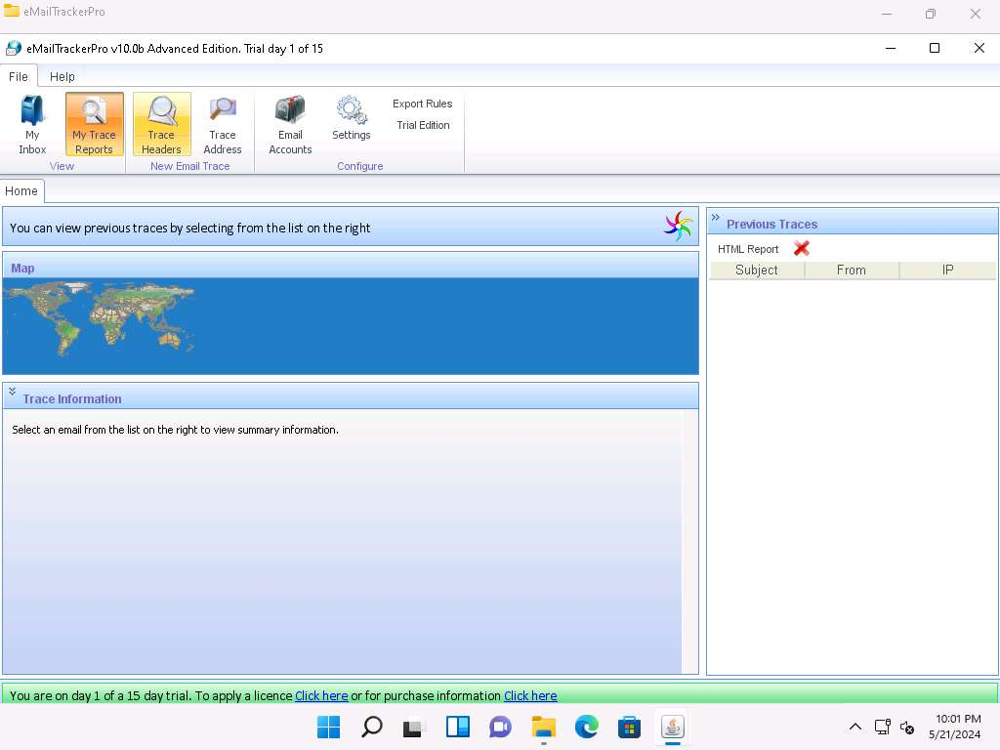 eMailTrackerPro
eMailTrackerPro v10.0b Advanced Edition. Trial day 1 of 15
File Help
My Inbox
My Trace Reports
Trace Headers
Trace Address
Email Accounts
Settings
Export Rules
Trial Edition
View
New Email Trace
Configure
Home
You can view previous traces by selecting from the list on the right
Previous Traces
HTML Report
Subject From IP
Map
Trace Information
Select an email from the list on the right to view summary information.
You are on day 1 of a 15 day trial. To apply a licence Click here or for purchase information Click here
10:01 PM
5/21/2024